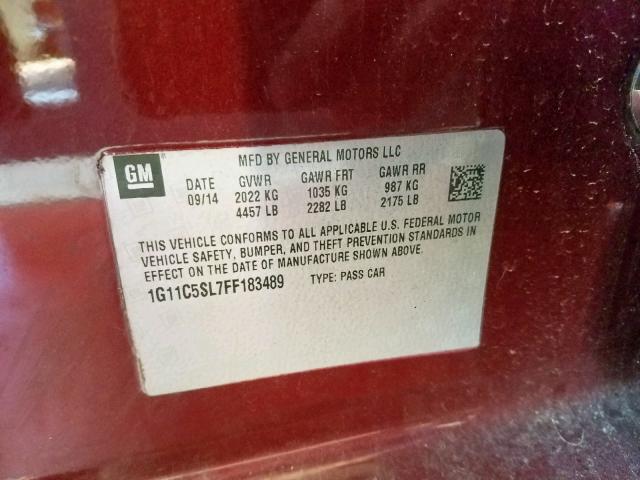 GM
MFD BY GENERAL MOTORS LLC
DATE GVWR GAWR FRT GAWR RR
09/14 2022 KG 1035 KG 987 KG
4457 LB 2282 LB 2175 LB
THIS VEHICLE CONFORMS TO ALL APPLICABLE U.S. FEDERAL MOTOR
VEHICLE SAFETY, BUMPER, AND THEFT PREVENTION STANDARDS IN
EFFECT ON THE DATE OF MANUFACTURE SHOWN ABOVE.
1G11C5SL7FF183489 TYPE: PASS CAR